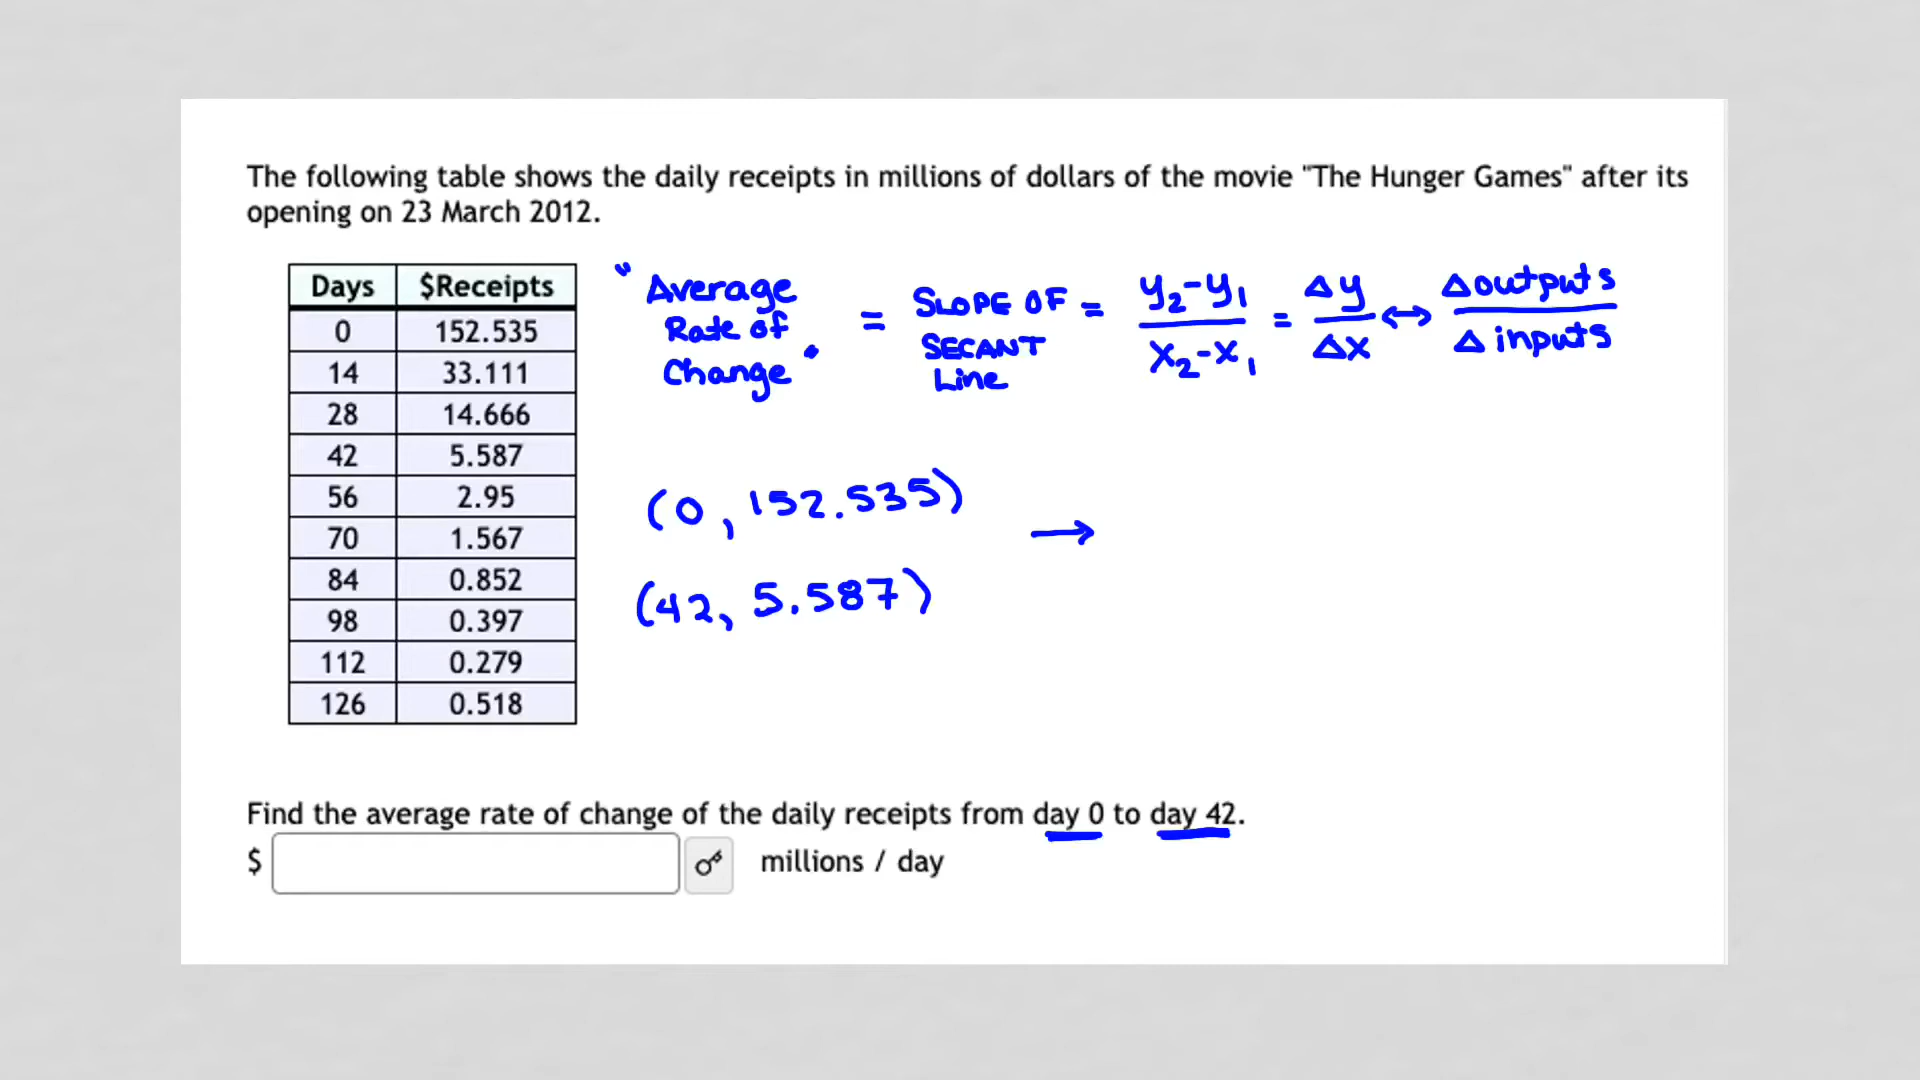 The following table shows the daily receipts in millions of dollars of the movie "The Hunger Games" after its
opening on 23 March 2012.
Days $Receipts
0 152.535
14 33.111
28 14.666
42 5.587
56 2.95
70 1.567
84 0.852
98 0.397
112 0.279
126 0.518
"Average
Rate of
Change"
=
SLOPE OF
SECANT
Line
= y₂-y₁
x₂-x₁
= Δy
Δx
↔ Δoutputs
Δinputs
(0, 152.535)
→
(42, 5.587)
Find the average rate of change of the daily receipts from day 0 to day 42.
$ millions / day